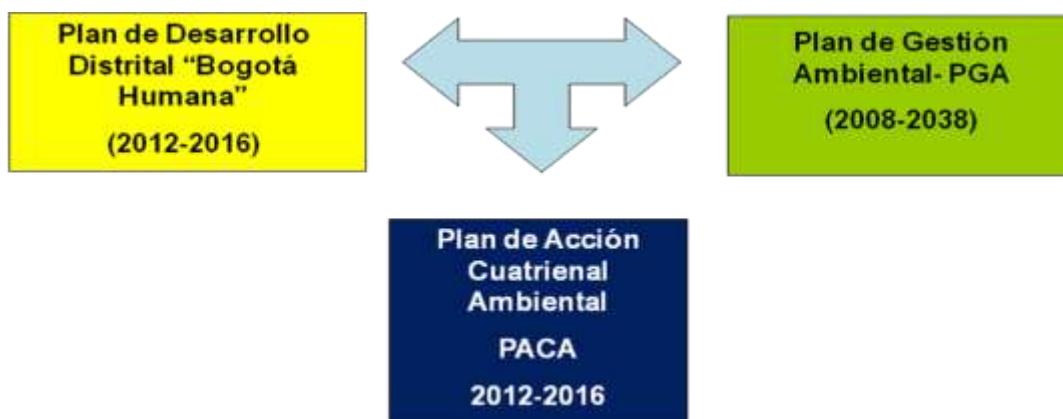 Plan de Desarrollo
Distrital “Bogotá
Humana”
(2012-2016)
Plan de Gestión
Ambiental- PGA
(2008-2038)
Plan de Acción
Cuatrienal
Ambiental
PACA
2012-2016